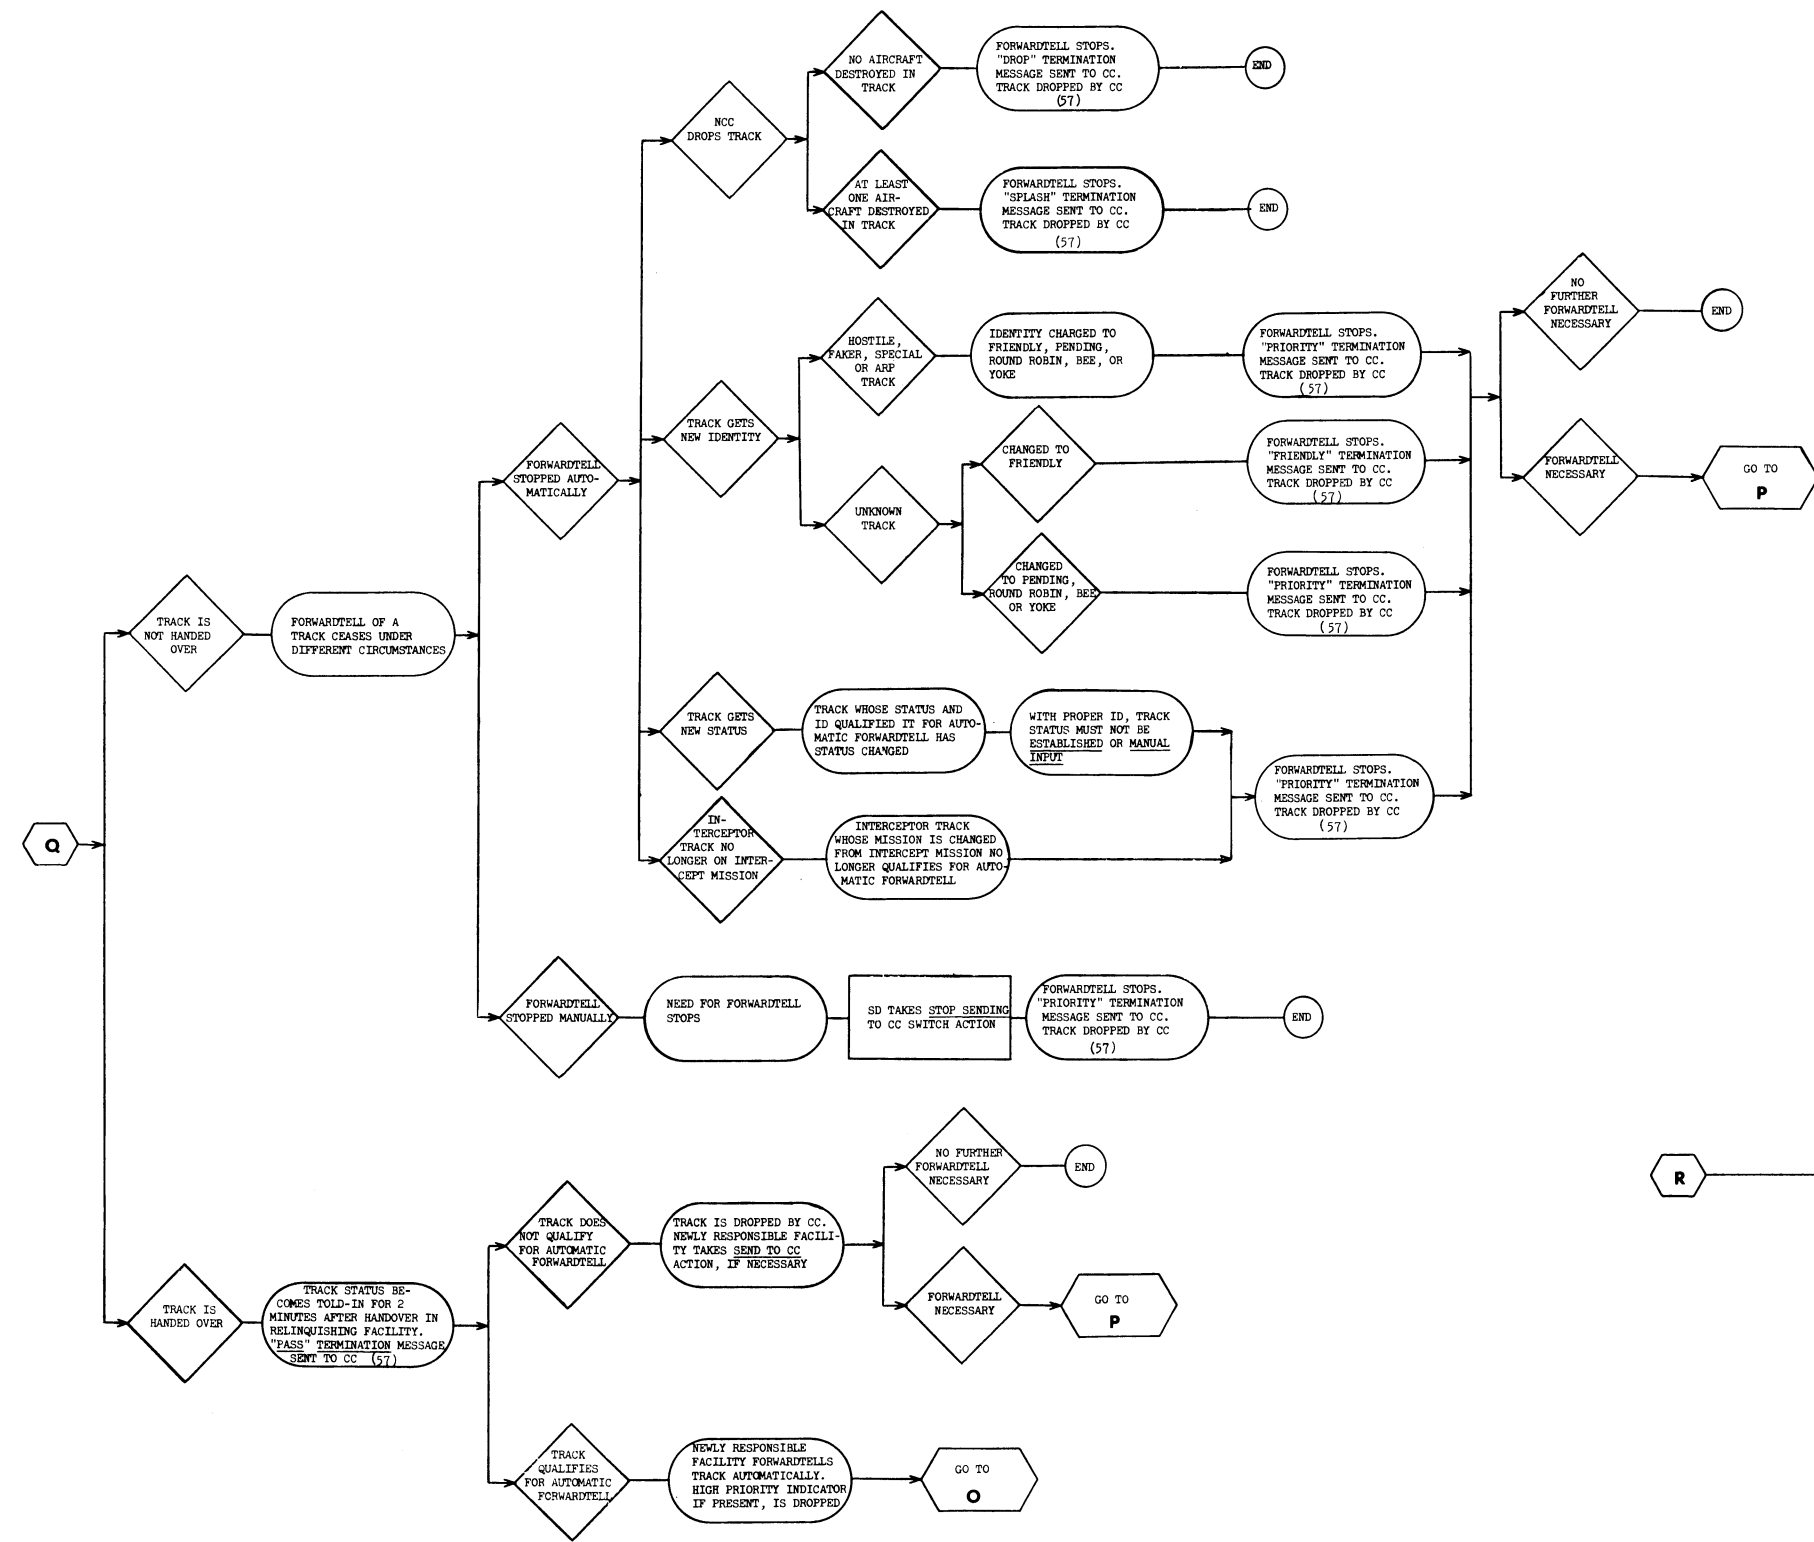 NO AIRCRAFT
DESTROYED IN
TRACK
FORWARDTELL STOPS.
"DROP" TERMINATION
MESSAGE SENT TO CC.
TRACK DROPPED BY CC
(57)
END
NCC
DROPS TRACK
AT LEAST
ONE AIR-
CRAFT DESTROYED
IN TRACK
FORWARDTELL STOPS.
"SPLASH" TERMINATION
MESSAGE SENT TO CC.
TRACK DROPPED BY CC
(57)
END
HOSTILE,
FAKER, SPECIAL
OR ARP
TRACK
IDENTITY CHARGED TO
FRIENDLY, PENDING,
ROUND ROBIN, BEE, OR
YOKE
FORWARDTELL STOPS.
"PRIORITY" TERMINATION
MESSAGE SENT TO CC.
TRACK DROPPED BY CC
(57)
NO
FURTHER
FORWARDTELL
NECESSARY
END
TRACK GETS
NEW IDENTITY
CHANGED TO
FRIENDLY
FORWARDTELL STOPS.
"FRIENDLY" TERMINATION
MESSAGE SENT TO CC.
TRACK DROPPED BY CC
(57)
FORWARDTELL
NECESSARY
GO TO
P
FORWARDTELL
STOPPED AUTO-
MATICALLY
UNKNOWN
TRACK
CHANGED
TO PENDING,
ROUND ROBIN, BEE
OR YOKE
FORWARDTELL STOPS.
"PRIORITY" TERMINATION
MESSAGE SENT TO CC.
TRACK DROPPED BY CC
(57)
TRACK IS
NOT HANDED
OVER
FORWARDTELL OF A
TRACK CEASES UNDER
DIFFERENT CIRCUMSTANCES
TRACK GETS
NEW STATUS
TRACK WHOSE STATUS AND
ID QUALIFIED IT FOR AUTO-
MATIC FORWARDTELL HAS
STATUS CHANGED
WITH PROPER ID, TRACK
STATUS MUST NOT BE
ESTABLISHED OR MANUAL
INPUT
FORWARDTELL STOPS.
"PRIORITY" TERMINATION
MESSAGE SENT TO CC.
TRACK DROPPED BY CC
(57)
Q
IN-
TERCEPTOR
TRACK NO
LONGER ON INTER-
CEPT MISSION
INTERCEPTOR TRACK
WHOSE MISSION IS CHANGED
FROM INTERCEPT MISSION NO
LONGER QUALIFIES FOR AUTO-
MATIC FORWARDTELL
FORWARDTELL
STOPPED MANUALLY
NEED FOR FORWARDTELL
STOPS
SD TAKES STOP SENDING
TO CC SWITCH ACTION
FORWARDTELL STOPS.
"PRIORITY" TERMINATION
MESSAGE SENT TO CC.
TRACK DROPPED BY CC
(57)
END
NO FURTHER
FORWARDTELL
NECESSARY
END
R
TRACK DOES
NOT QUALIFY
FOR AUTOMATIC
FORWARDTELL
TRACK IS DROPPED BY CC.
NEWLY RESPONSIBLE FACILI-
TY TAKES SEND TO CC
ACTION, IF NECESSARY
FORWARDTELL
NECESSARY
GO TO
P
TRACK IS
HANDED OVER
TRACK STATUS BE-
COMES TOLD-IN FOR 2
MINUTES AFTER HANDOVER IN
RELINQUISHING FACILITY.
"PASS" TERMINATION MESSAGE
SENT TO CC (57)
TRACK
QUALIFIES
FOR AUTOMATIC
FORWARDTELL
NEWLY RESPONSIBLE
FACILITY FORWARDTELLS
TRACK AUTOMATICALLY.
HIGH PRIORITY INDICATOR
IF PRESENT, IS DROPPED
GO TO
O